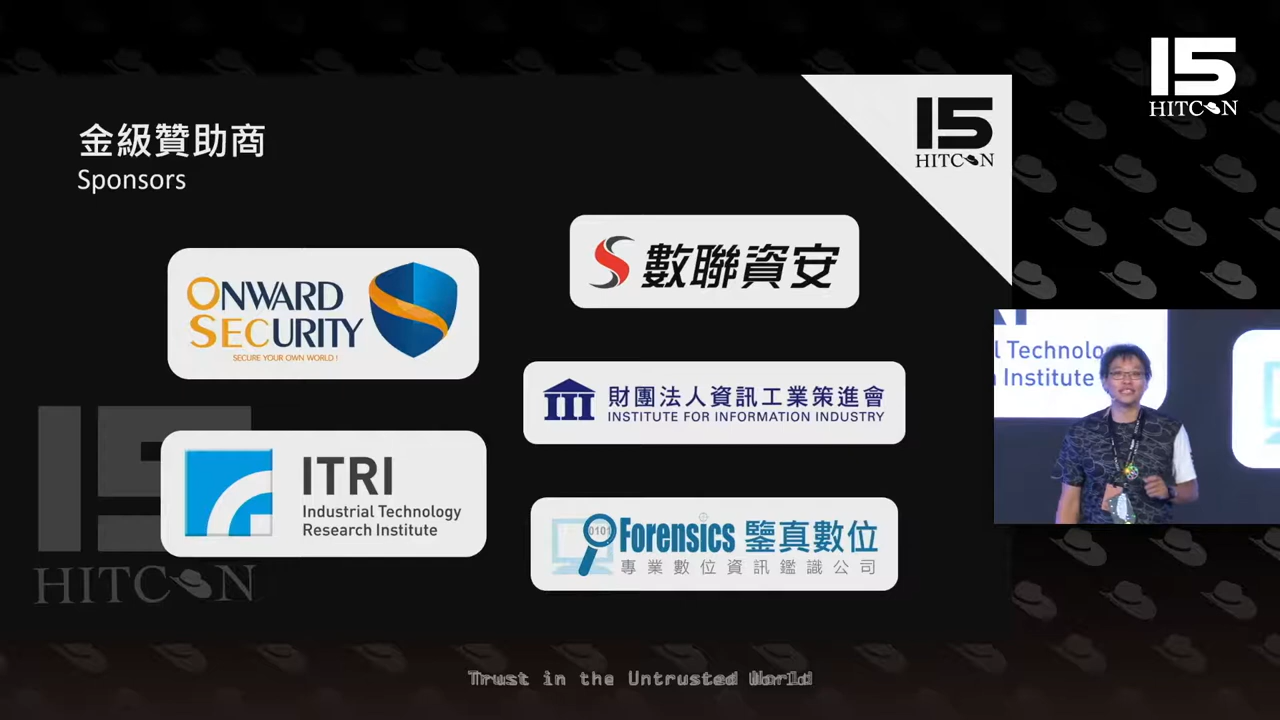 金級贊助商
Sponsors
15
HITCON
15
HITCON
ONWARD
SECURITY
SECURE YOUR OWN WORLD !
數聯資安
財團法人資訊工業策進會
INSTITUTE FOR INFORMATION INDUSTRY
ITRI
Industrial Technology
Research Institute
0101
Forensics 鑒真數位
專業數位資訊鑑識公司
15
HITCON
l Technolo
Institute
Trust in the Untrusted World